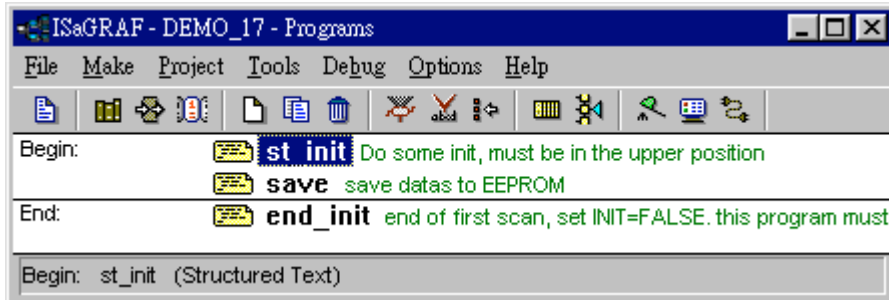 ISaGRAF - DEMO_17 - Programs
File Make Project Tools Debug Options Help
Begin: st_init Do some init, must be in the upper position
save save datas to EEPROM
End: end_init end of first scan, set INIT=FALSE. this program must
Begin: st_init (Structured Text)